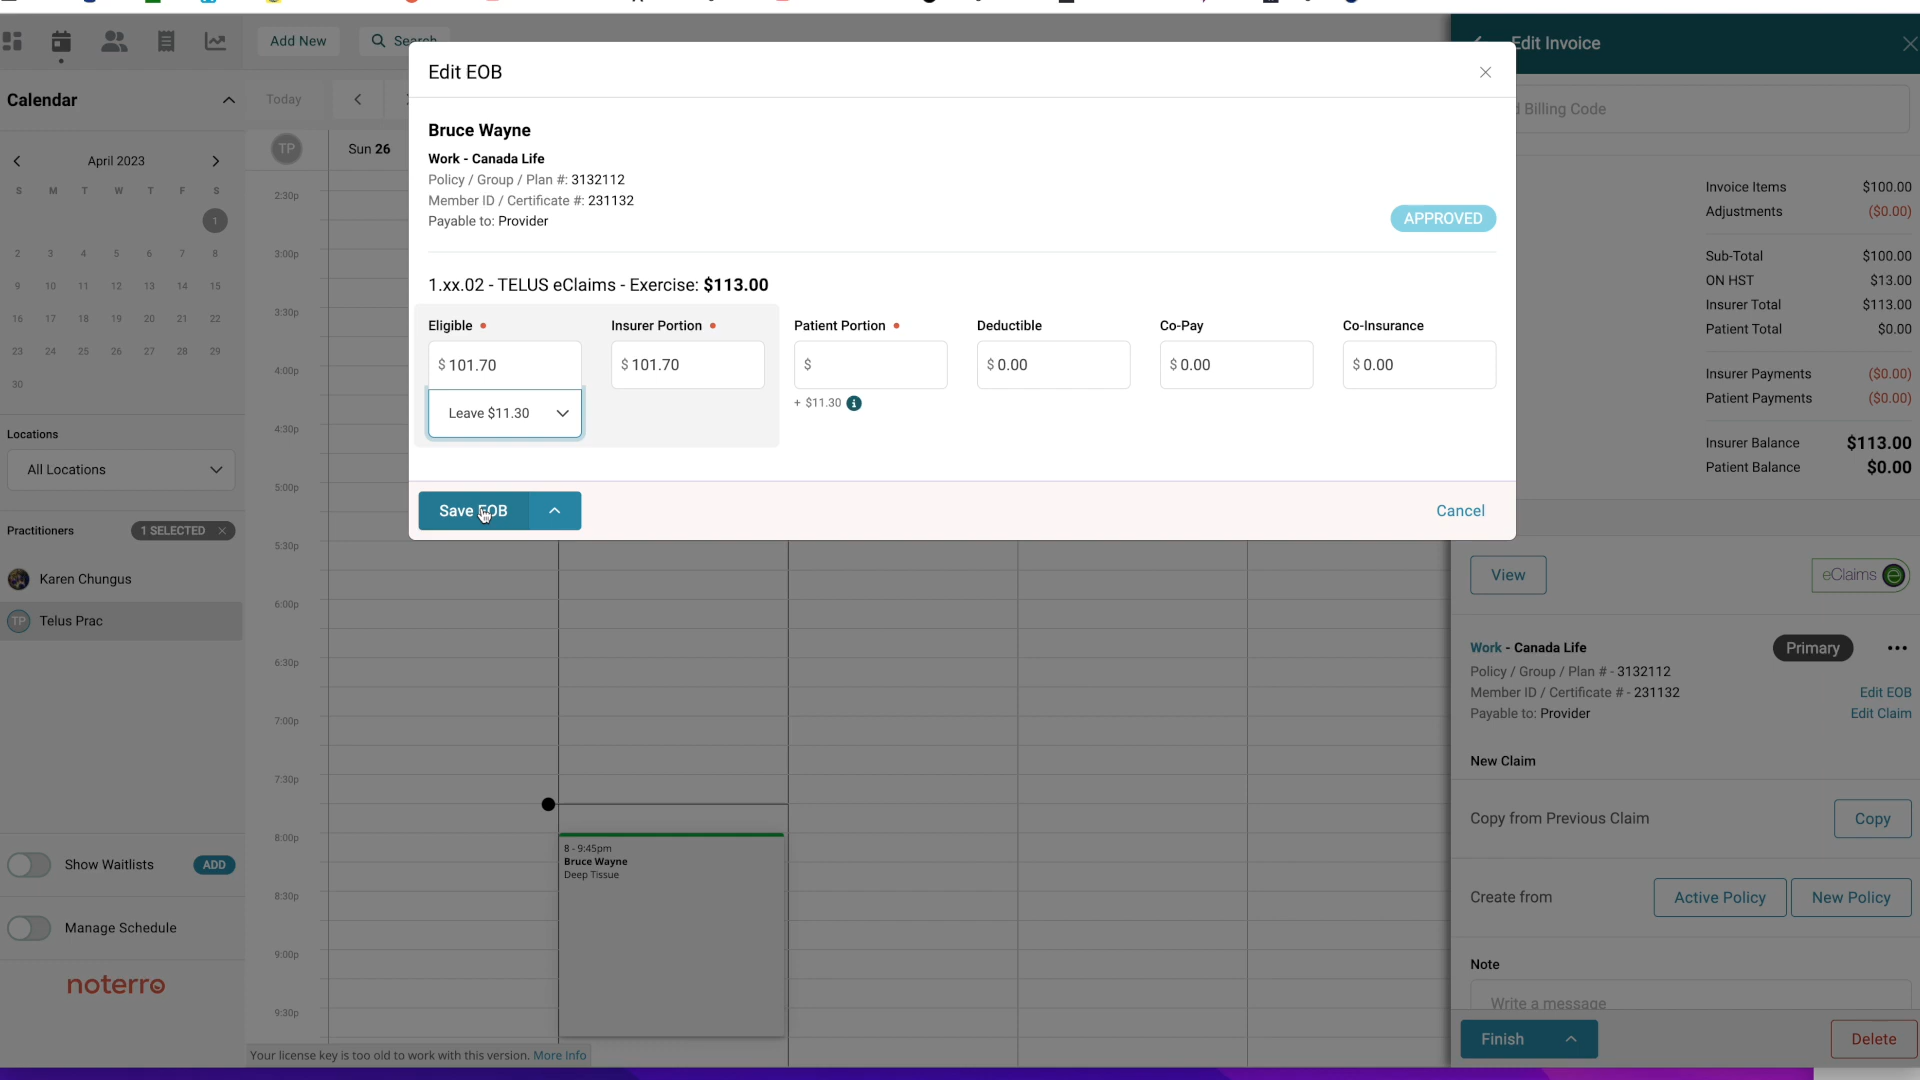 Add New
Search
Calendar
Today
April 2023
S M T W T F S
1
2 3 4 5 6 7 8
9 10 11 12 13 14 15
16 17 18 19 20 21 22
23 24 25 26 27 28 29
30
Locations
All Locations
Practitioners
1 SELECTED
Karen Chungus
TP
Telus Prac
Show Waitlists
ADD
Manage Schedule
noterro
TP
Sun 26
2:30p
3:00p
3:30p
4:00p
4:30p
5:00p
5:30p
6:00p
6:30p
7:00p
7:30p
8:00p
8:30p
9:00p
9:30p
8 - 9:45pm
Bruce Wayne
Deep Tissue
Your license key is too old to work with this version. More Info
Edit EOB
Bruce Wayne
Work - Canada Life
Policy / Group / Plan #: 3132112
Member ID / Certificate #: 231132
Payable to: Provider
APPROVED
1.xx.02 - TELUS eClaims - Exercise: $113.00
Eligible
Insurer Portion
Patient Portion
Deductible
Co-Pay
Co-Insurance
$ 101.70
$ 101.70
$
$ 0.00
$ 0.00
$ 0.00
Leave $11.30
+ $11.30
Save EOB
Cancel
Edit Invoice
Billing Code
Invoice Items $100.00
Adjustments ($0.00)
Sub-Total $100.00
ON HST $13.00
Insurer Total $113.00
Patient Total $0.00
Insurer Payments ($0.00)
Patient Payments ($0.00)
Insurer Balance $113.00
Patient Balance $0.00
View
eClaims e
Work - Canada Life
Primary
Policy / Group / Plan # - 3132112
Member ID / Certificate # - 231132
Edit EOB
Payable to: Provider
Edit Claim
New Claim
Copy from Previous Claim
Copy
Create from
Active Policy
New Policy
Note
Write a message
Finish
Delete